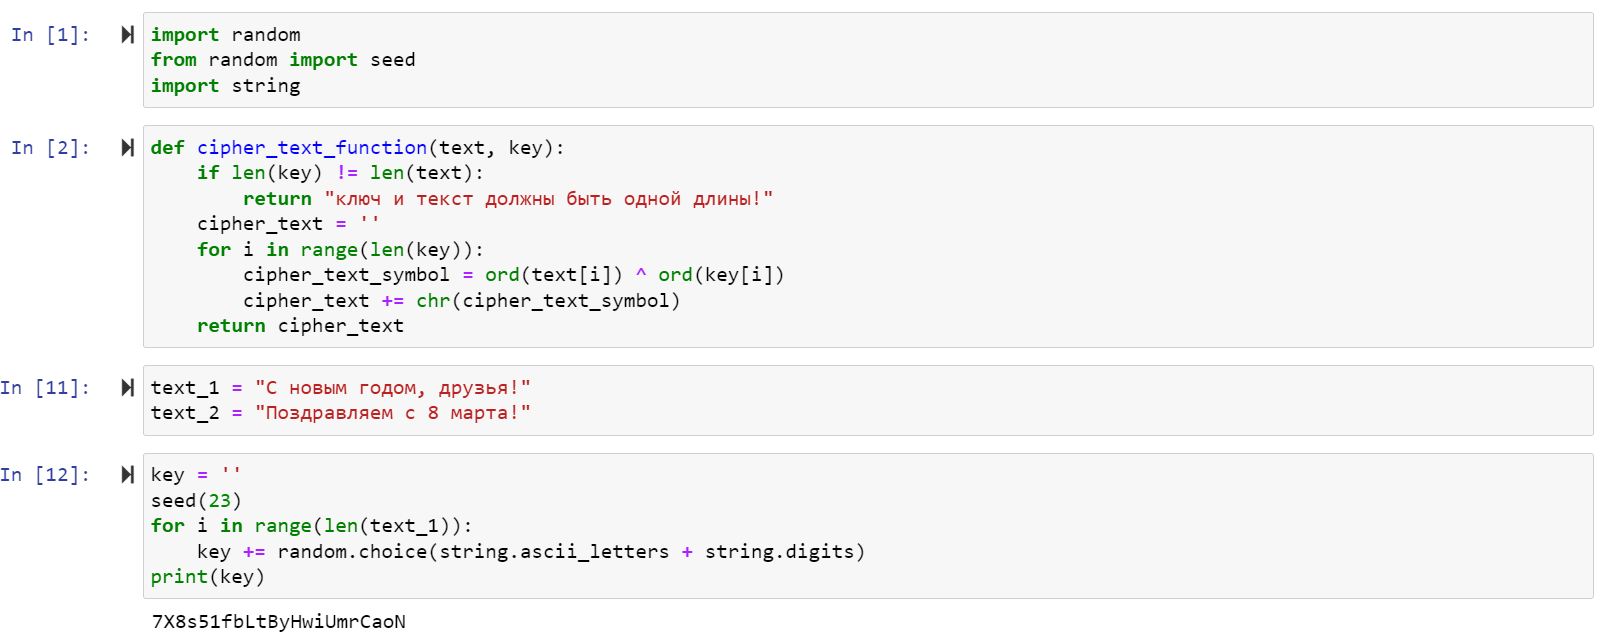 In [1]:
import random
from random import seed
import string
In [2]:
def cipher_text_function(text, key):
    if len(key) != len(text):
        return "ключ и текст должны быть одной длины!"
    cipher_text = ''
    for i in range(len(key)):
        cipher_text_symbol = ord(text[i]) ^ ord(key[i])
        cipher_text += chr(cipher_text_symbol)
    return cipher_text
In [11]:
text_1 = "С новым годом, друзья!"
text_2 = "Поздравляем с 8 марта!"
In [12]:
key = ''
seed(23)
for i in range(len(text_1)):
    key += random.choice(string.ascii_letters + string.digits)
print(key)
7X8s51fbLtByHwiUmrCaoN